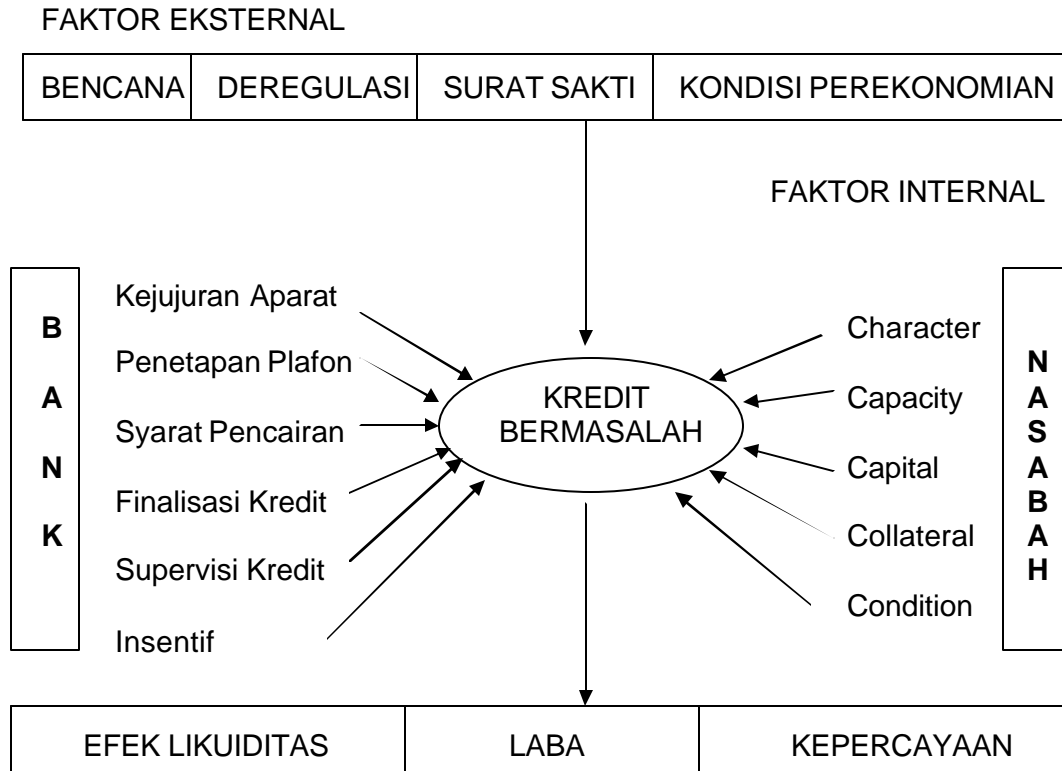 FAKTOR EKSTERNAL
BENCANA DEREGULASI SURAT SAKTI KONDISI PEREKONOMIAN
FAKTOR INTERNAL
B
A
N
K
Kejujuran Aparat
Penetapan Plafon
Syarat Pencairan
Finalisasi Kredit
Supervisi Kredit
Insentif
KREDIT
BERMASALAH
Character
Capacity
Capital
Collateral
Condition
N
A
S
A
B
A
H
EFEK LIKUIDITAS LABA KEPERCAYAAN